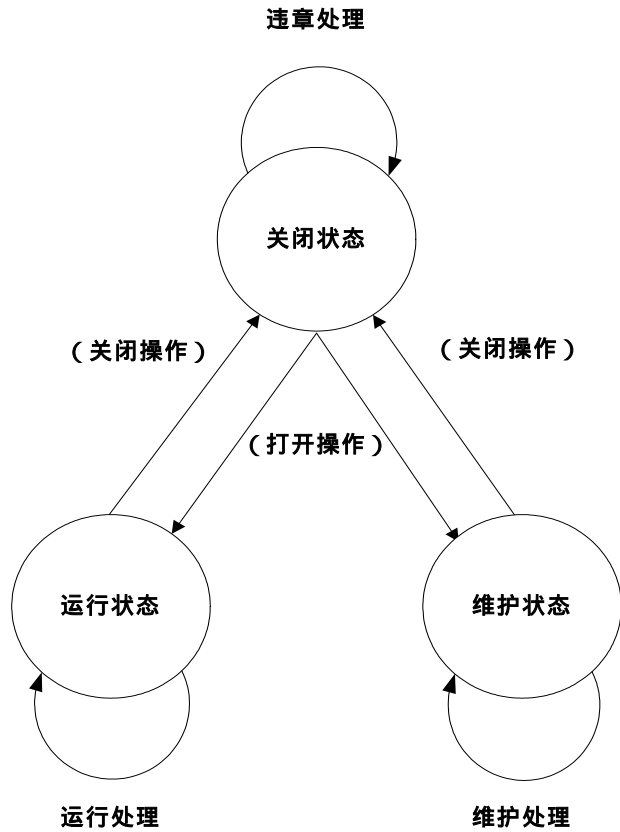 违章处理
关闭状态
（关闭操作）
（关闭操作）
（打开操作）
运行状态
维护状态
运行处理
维护处理